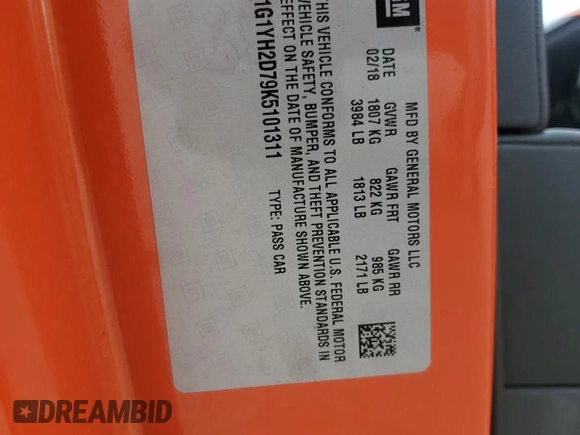 GM
MFD BY GENERAL MOTORS LLC
DATE GVWR GAWR FRT GAWR RR
02/18 1807 KG 822 KG 985 KG
3984 LB 1813 LB 2171 LB
THIS VEHICLE CONFORMS TO ALL APPLICABLE U.S. FEDERAL MOTOR
VEHICLE SAFETY, BUMPER, AND THEFT PREVENTION STANDARDS IN
EFFECT ON THE DATE OF MANUFACTURE SHOWN ABOVE.
1G1YH2D79K5101311 TYPE: PASS CAR
DREAMBID